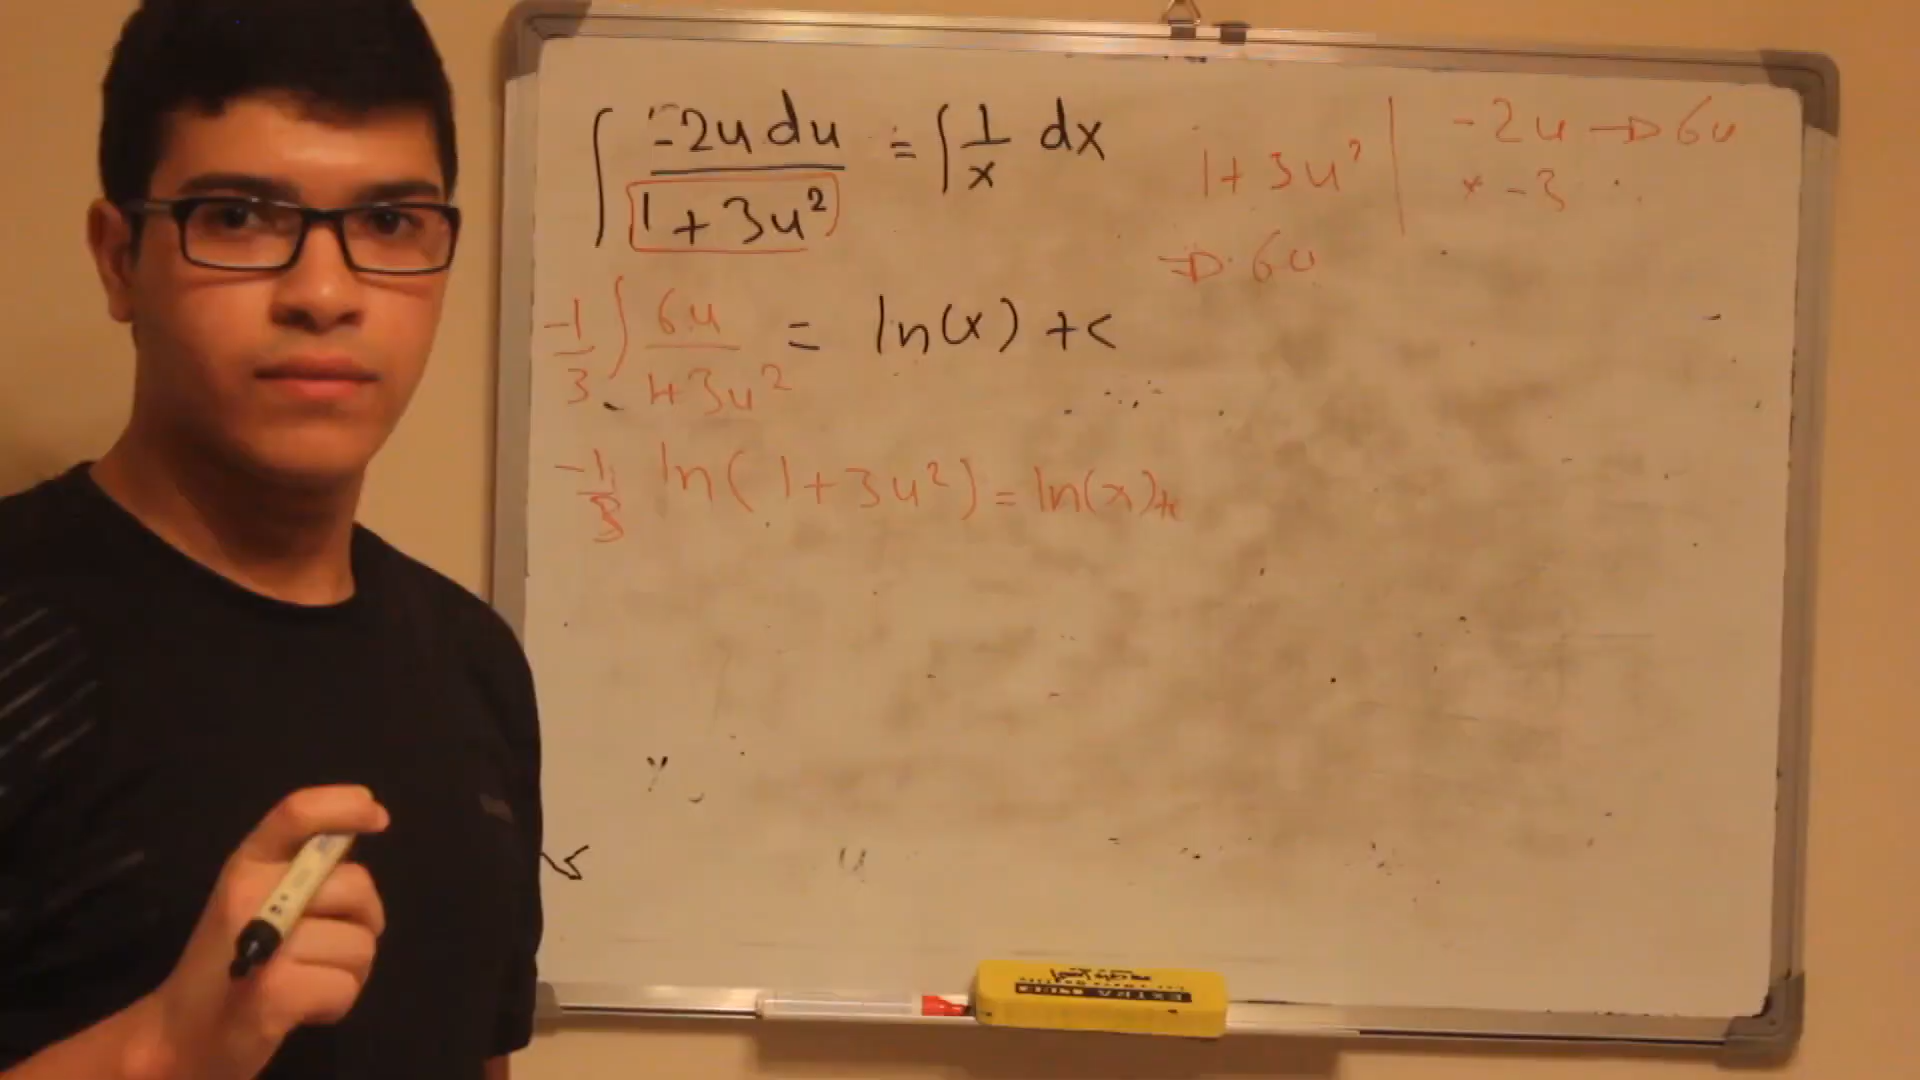 ∫ -2u du / 1 + 3u² = ∫ 1/x dx
1 + 3u² | -2u → 6u
x -3
⇒ 6u
-1/3 ∫ 6u / 1+3u² = ln(x) + c
-1/3 ln(1+3u²) = ln(x)+c
EXTRA